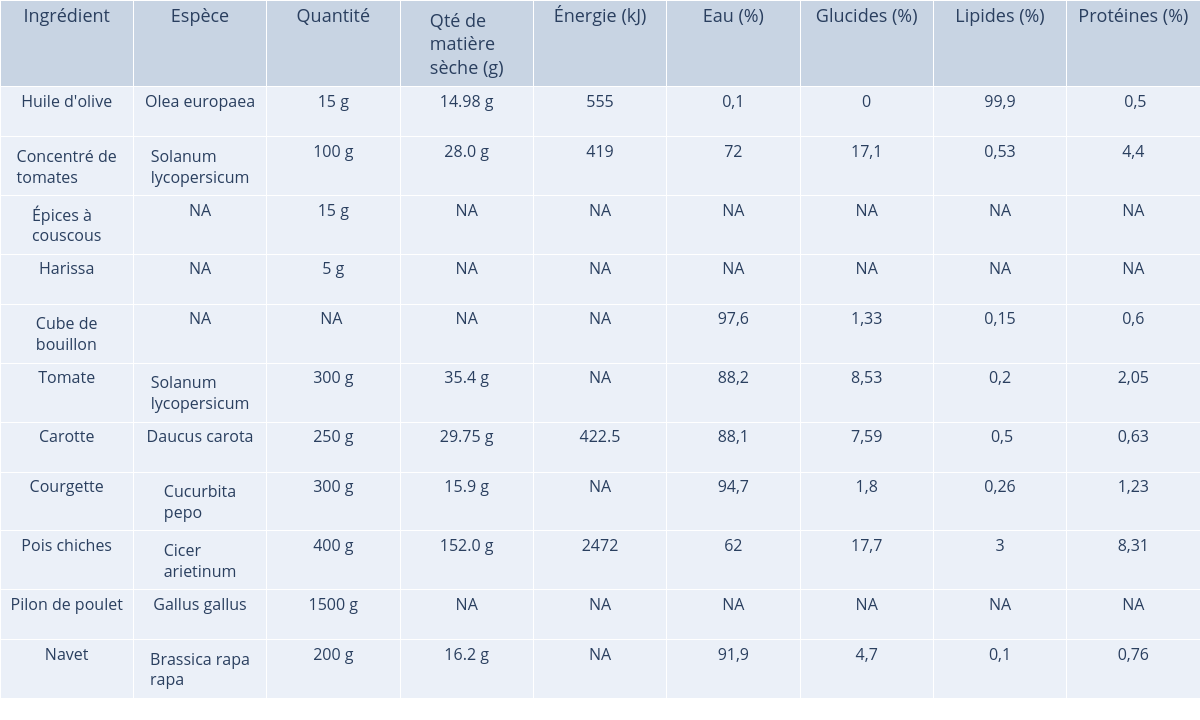 Ingrédient Espèce Quantité Qté de matière sèche (g) Énergie (kJ) Eau (%) Glucides (%) Lipides (%) Protéines (%)
Huile d'olive Olea europaea 15 g 14.98 g 555 0,1 0 99,9 0,5
Concentré de tomates Solanum lycopersicum 100 g 28.0 g 419 72 17,1 0,53 4,4
Épices à couscous NA 15 g NA NA NA NA NA NA
Harissa NA 5 g NA NA NA NA NA NA
Cube de bouillon NA NA NA NA 97,6 1,33 0,15 0,6
Tomate Solanum lycopersicum 300 g 35.4 g NA 88,2 8,53 0,2 2,05
Carotte Daucus carota 250 g 29.75 g 422.5 88,1 7,59 0,5 0,63
Courgette Cucurbita pepo 300 g 15.9 g NA 94,7 1,8 0,26 1,23
Pois chiches Cicer arietinum 400 g 152.0 g 2472 62 17,7 3 8,31
Pilon de poulet Gallus gallus 1500 g NA NA NA NA NA NA
Navet Brassica rapa rapa 200 g 16.2 g NA 91,9 4,7 0,1 0,76